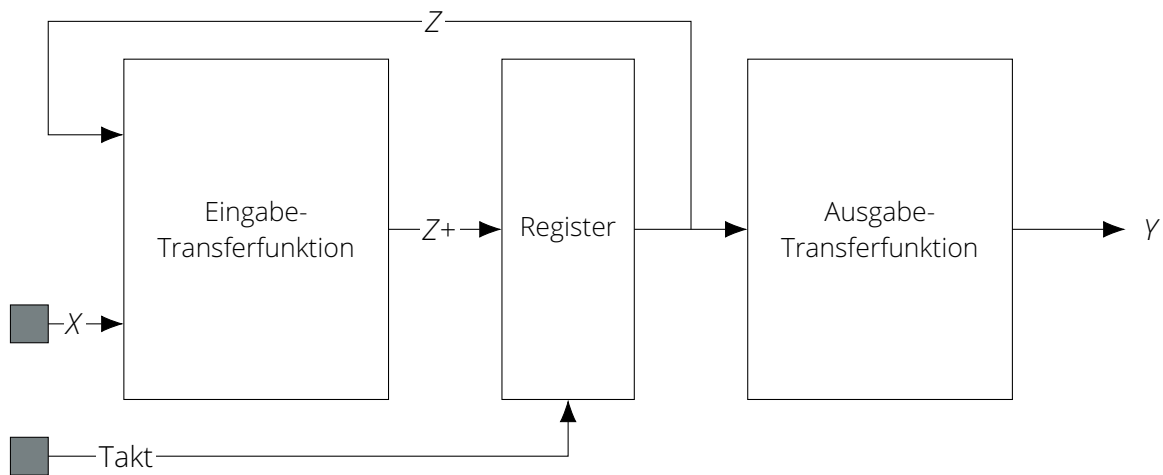 Z
Eingabe-
Transferfunktion
Z+
Register
Ausgabe-
Transferfunktion
Y
X
Takt